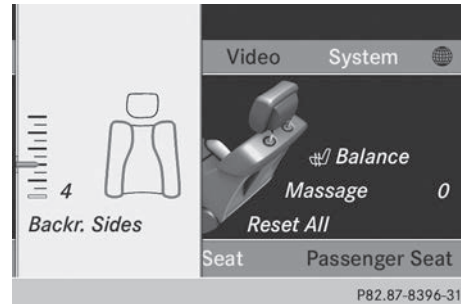 Video System
4
Balance
Massage 0
Backr. Sides
Reset All
Seat Passenger Seat
P82.87-8396-31